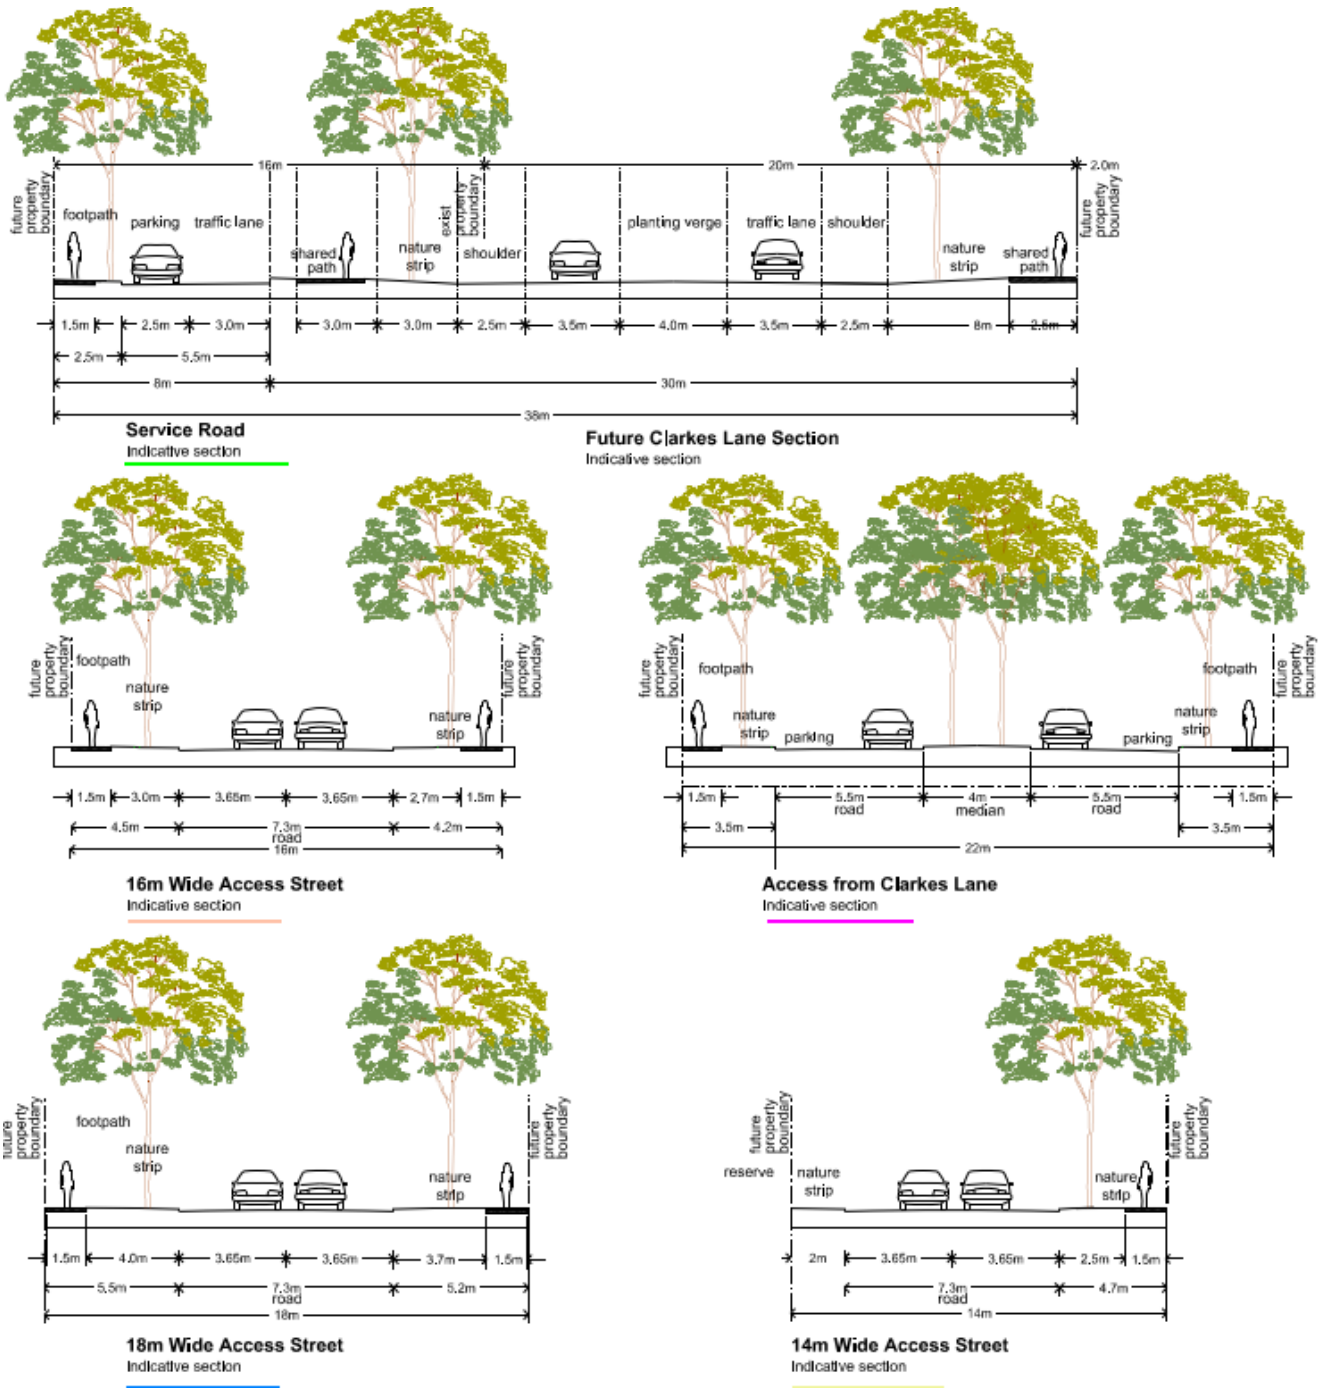 16m
20m
2.0m
future
property
boundary
footpath
parking
traffic lane
shared
path
nature
strip
exist
property
boundary
shoulder
planting verge
traffic lane
shoulder
nature
strip
shared
path
future
property
boundary
1.5m
2.5m
3.0m
3.0m
3.0m
2.5m
3.5m
4.0m
3.5m
2.5m
8m
2.5m
2.5m
5.5m
8m
30m
38m
Service Road
Indicative section
Future Clarkes Lane Section
Indicative section
future
property
boundary
footpath
nature
strip
nature
strip
future
property
boundary
1.5m
3.0m
3.65m
3.65m
2.7m
1.5m
4.5m
7.3m
road
4.2m
16m
16m Wide Access Street
Indicative section
future
property
boundary
footpath
nature
strip
parking
parking
nature
strip
footpath
future
property
boundary
1.5m
5.5m
road
4m
median
5.5m
road
1.5m
3.5m
3.5m
22m
Access from Clarkes Lane
Indicative section
future
property
boundary
footpath
nature
strip
nature
strip
future
property
boundary
1.5m
4.0m
3.65m
3.65m
3.7m
1.5m
5.5m
7.3m
road
5.2m
18m
18m Wide Access Street
Indicative section
future
property
boundary
reserve
nature
strip
nature
strip
future
property
boundary
2m
3.65m
3.65m
2.5m
1.5m
7.3m
road
4.7m
14m
14m Wide Access Street
Indicative section